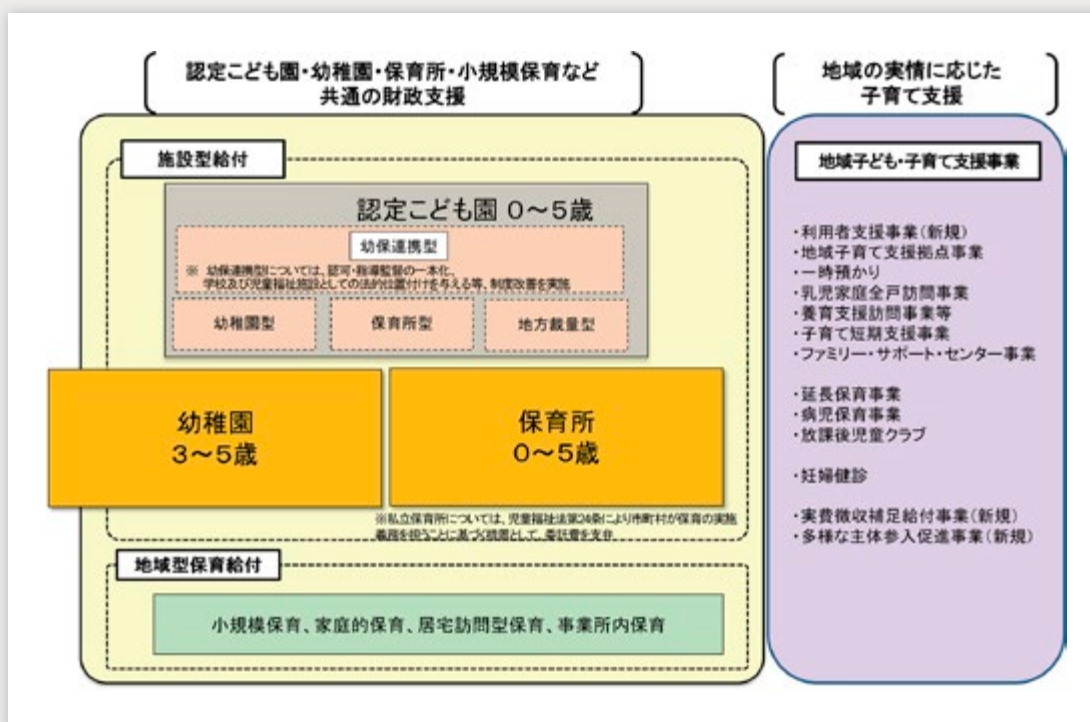 認定こども園・幼稚園・保育所・小規模保育など
共通の財政支援
施設型給付
認定こども園 0～5歳
幼保連携型
※ 幼保連携型については、認可・指導監督の一本化、
学校及び児童福祉施設としての法的位置付けを与える等、制度改善を実施
幼稚園型
保育所型
地方裁量型
幼稚園
3～5歳
保育所
0～5歳
※私立保育所については、児童福祉法第24条により市町村が保育の実施
義務を担うことに基づく措置として、委託費を支弁
地域型保育給付
小規模保育、家庭的保育、居宅訪問型保育、事業所内保育
地域の実情に応じた
子育て支援
地域子ども・子育て支援事業
・利用者支援事業(新規)
・地域子育て支援拠点事業
・一時預かり
・乳児家庭全戸訪問事業
・養育支援訪問事業等
・子育て短期支援事業
・ファミリー・サポート・センター事業
・延長保育事業
・病児保育事業
・放課後児童クラブ
・妊婦健診
・実費徴収補足給付事業(新規)
・多様な主体参入促進事業(新規)